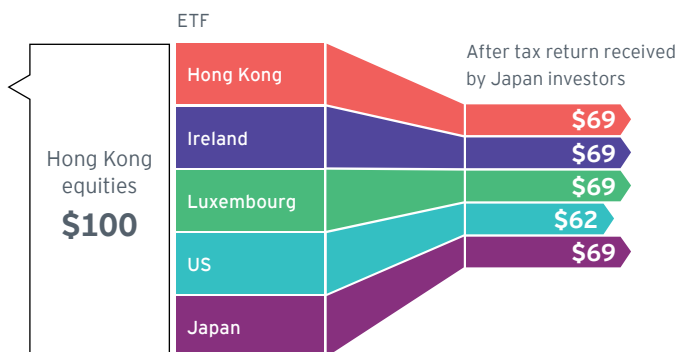 ETF
After tax return received
by Japan investors
Hong Kong
equities
$100
Hong Kong
Ireland
Luxembourg
US
Japan
$69
$69
$69
$62
$69